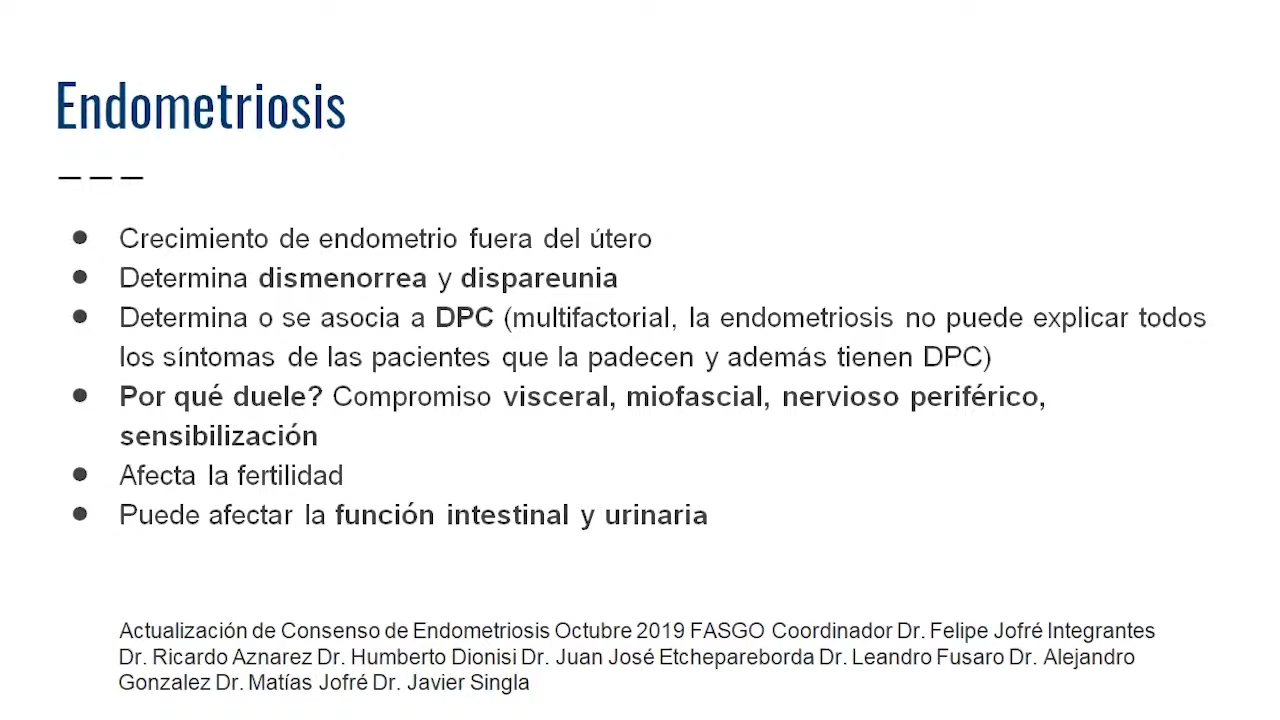 Endometriosis
● Crecimiento de endometrio fuera del útero
● Determina dismenorrea y dispareunia
● Determina o se asocia a DPC (multifactorial, la endometriosis no puede explicar todos
los síntomas de las pacientes que la padecen y además tienen DPC)
● Por qué duele? Compromiso visceral, miofascial, nervioso periférico,
sensibilización
● Afecta la fertilidad
● Puede afectar la función intestinal y urinaria
Actualización de Consenso de Endometriosis Octubre 2019 FASGO Coordinador Dr. Felipe Jofré Integrantes
Dr. Ricardo Aznarez Dr. Humberto Dionisi Dr. Juan José Etchepareborda Dr. Leandro Fusaro Dr. Alejandro
Gonzalez Dr. Matías Jofré Dr. Javier Singla